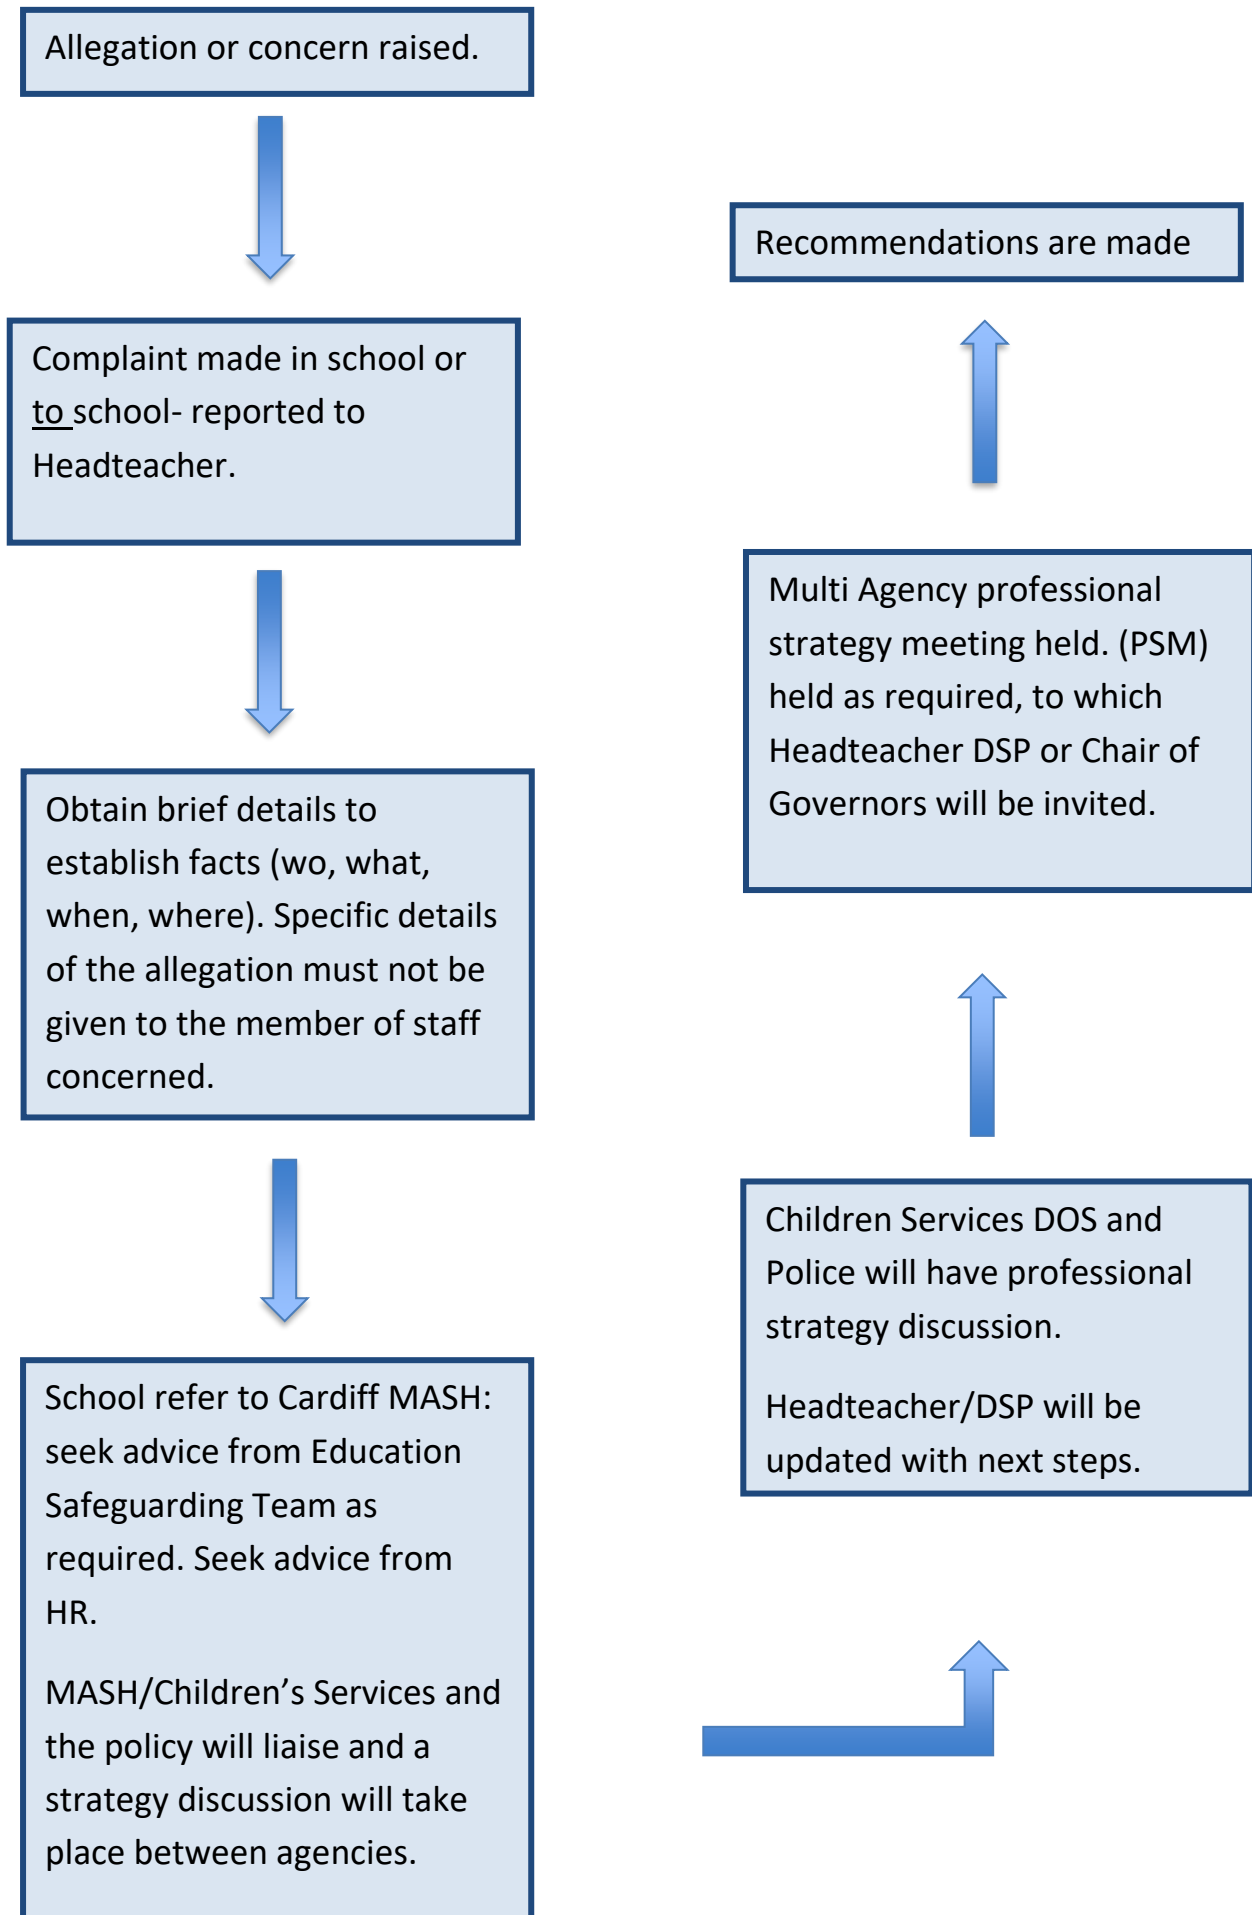 Allegation or concern raised.
Complaint made in school or
to school- reported to
Headteacher.
Obtain brief details to
establish facts (wo, what,
when, where). Specific details
of the allegation must not be
given to the member of staff
concerned.
School refer to Cardiff MASH:
seek advice from Education
Safeguarding Team as
required. Seek advice from
HR.
MASH/Children’s Services and
the policy will liaise and a
strategy discussion will take
place between agencies.
Children Services DOS and
Police will have professional
strategy discussion.
Headteacher/DSP will be
updated with next steps.
Multi Agency professional
strategy meeting held. (PSM)
held as required, to which
Headteacher DSP or Chair of
Governors will be invited.
Recommendations are made